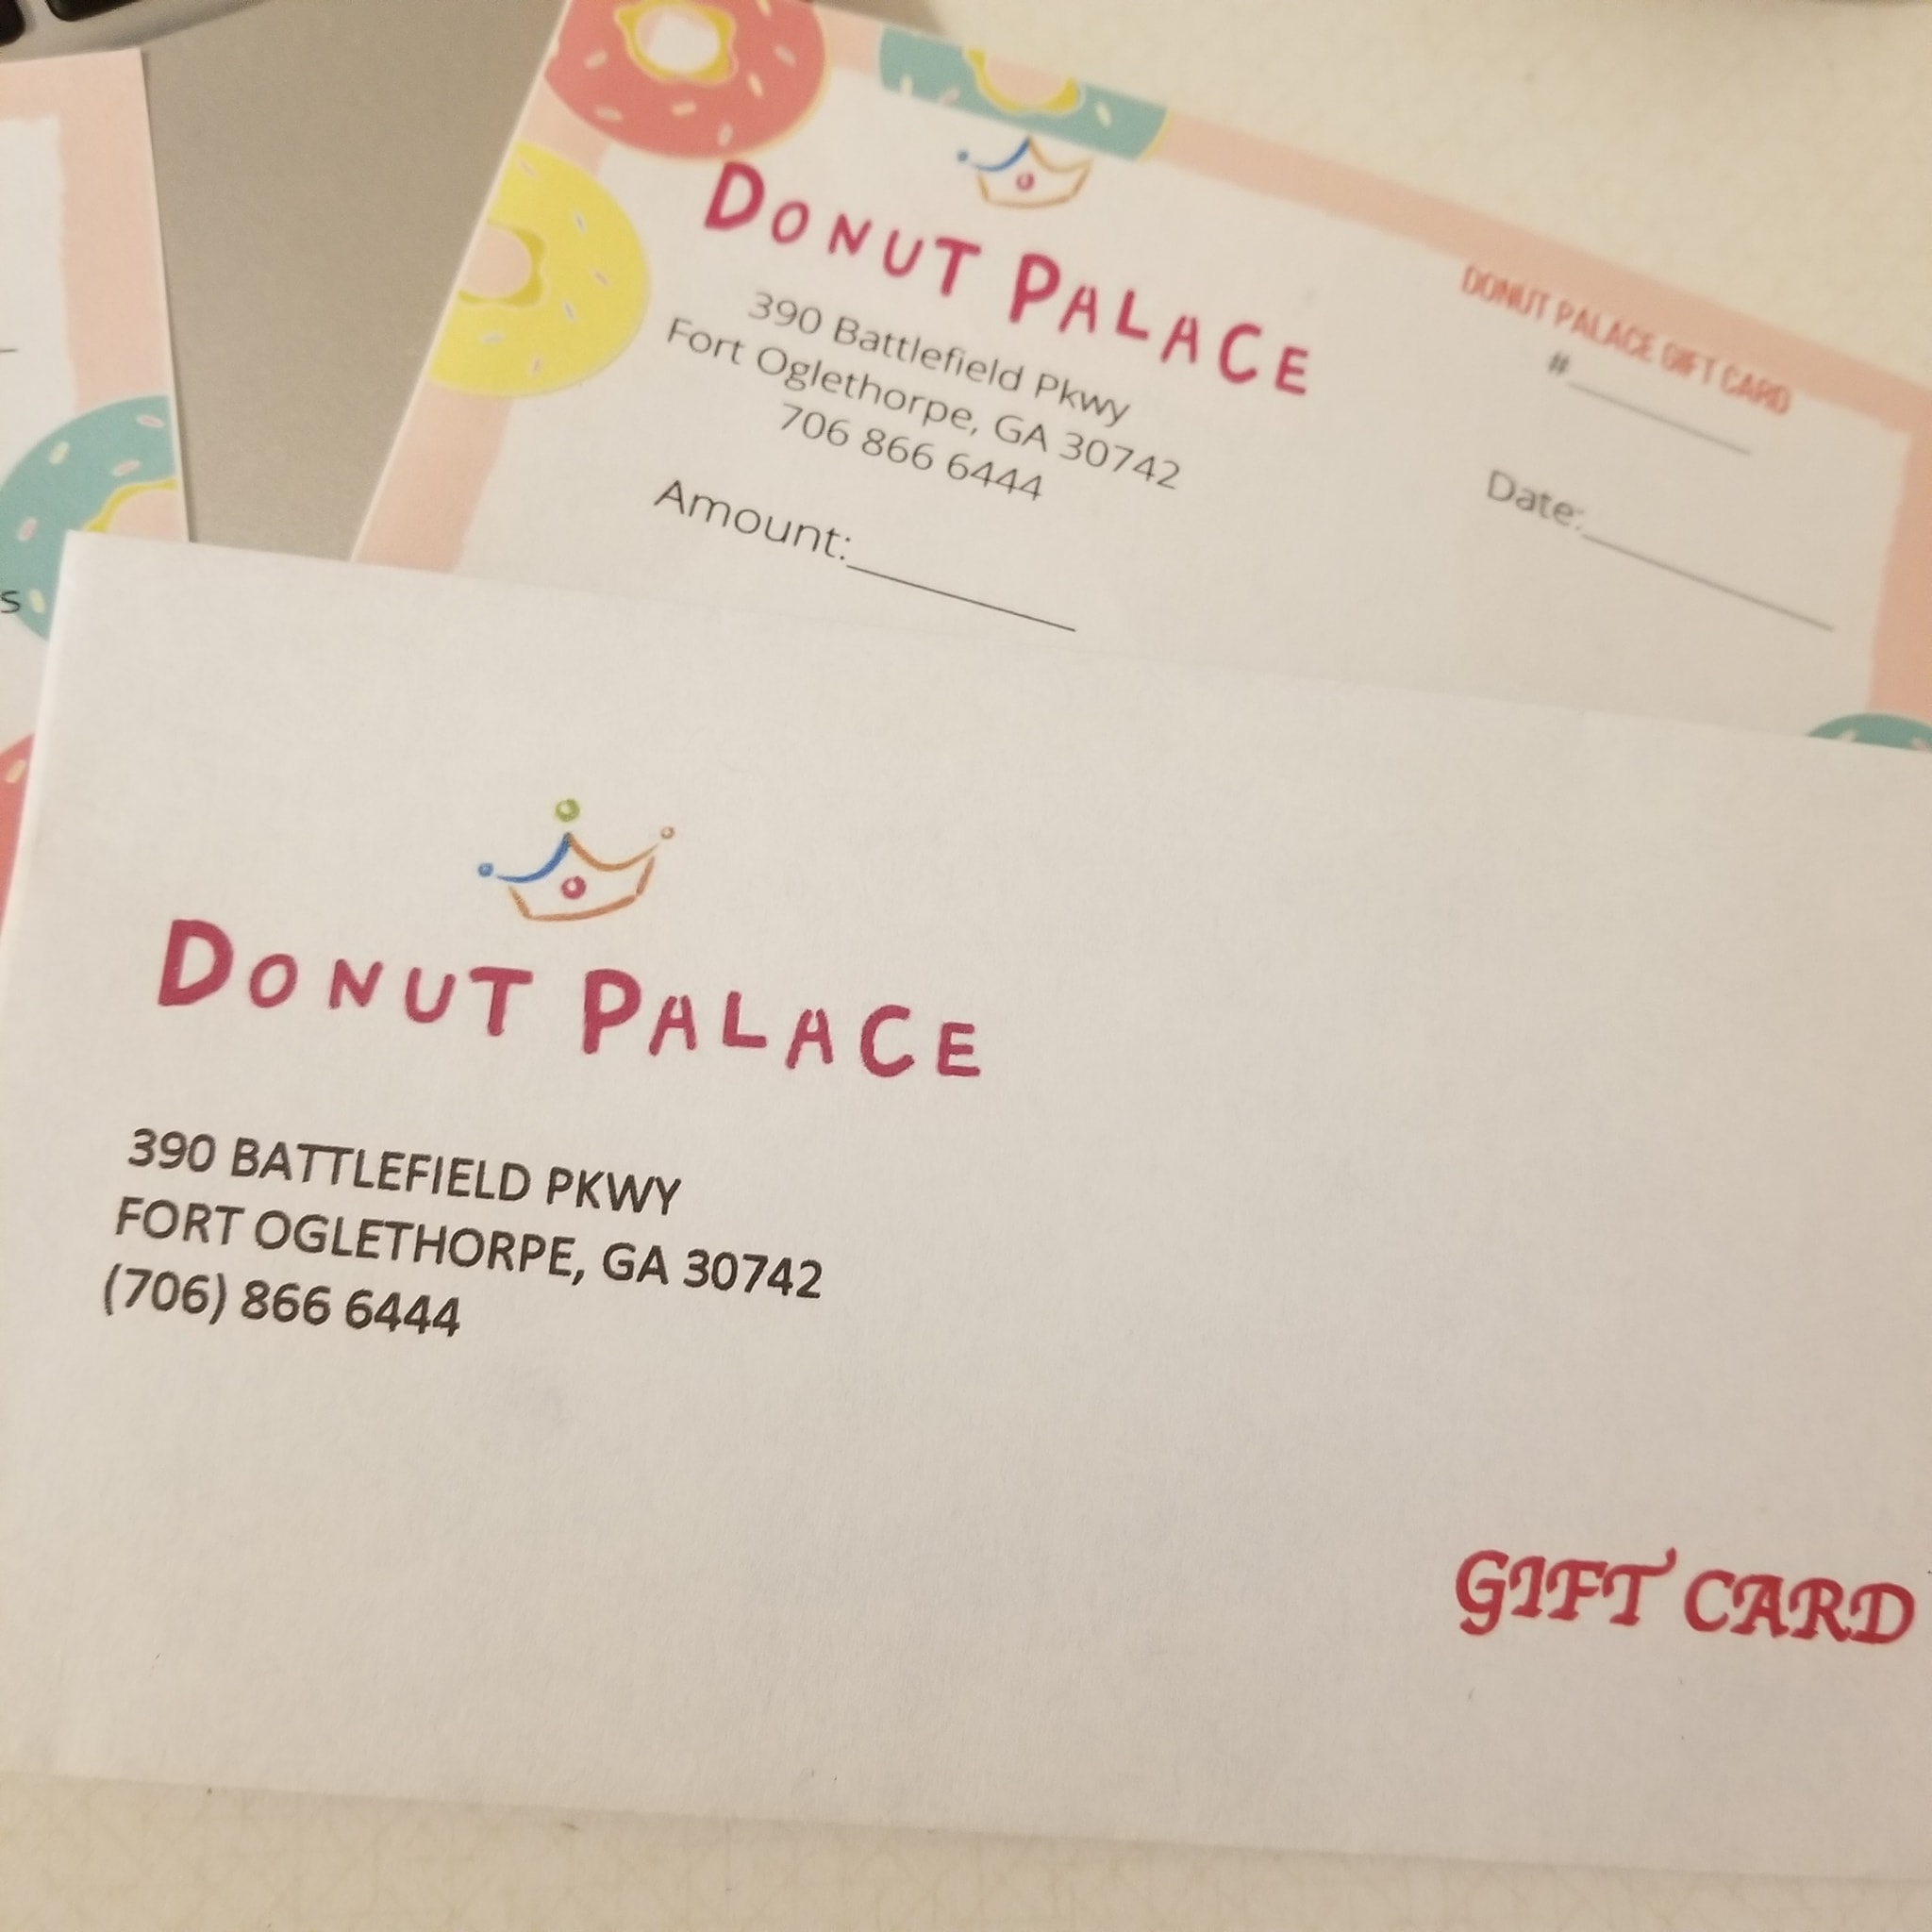 DONUT PALACE
390 Battlefield Pkwy
Fort Oglethorpe, GA 30742
706 866 6444
Amount:
DONUT PALACE GIFT CARD
#
Date:
s
DONUT PALACE
390 BATTLEFIELD PKWY
FORT OGLETHORPE, GA 30742
(706) 866 6444
GIFT CARD